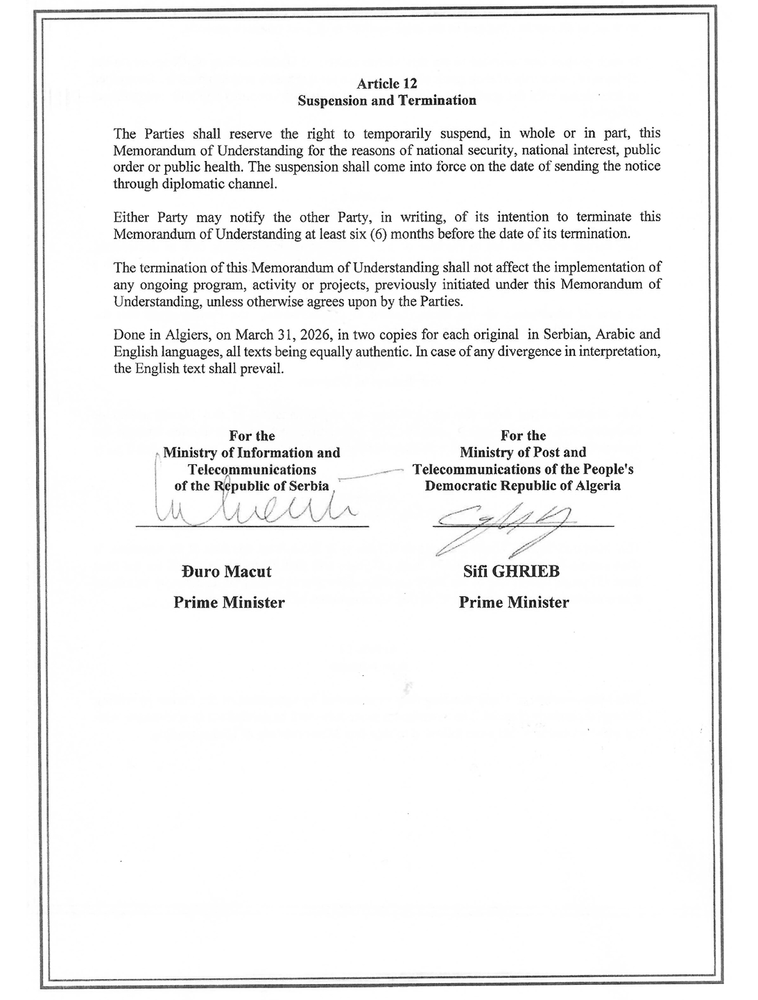 Article 12
Suspension and Termination
The Parties shall reserve the right to temporarily suspend, in whole or in part, this
Memorandum of Understanding for the reasons of national security, national interest, public
order or public health. The suspension shall come into force on the date of sending the notice
through diplomatic channel.
Either Party may notify the other Party, in writing, of its intention to terminate this
Memorandum of Understanding at least six (6) months before the date of its termination.
The termination of this Memorandum of Understanding shall not affect the implementation of
any ongoing program, activity or projects, previously initiated under this Memorandum of
Understanding, unless otherwise agrees upon by the Parties.
Done in Algiers, on March 31, 2026, in two copies for each original in Serbian, Arabic and
English languages, all texts being equally authentic. In case of any divergence in interpretation,
the English text shall prevail.
For the
Ministry of Information and
Telecommunications
of the Republic of Serbia
Đuro Macut
Prime Minister
For the
Ministry of Post and
Telecommunications of the People's
Democratic Republic of Algeria
Sifi GHRIEB
Prime Minister